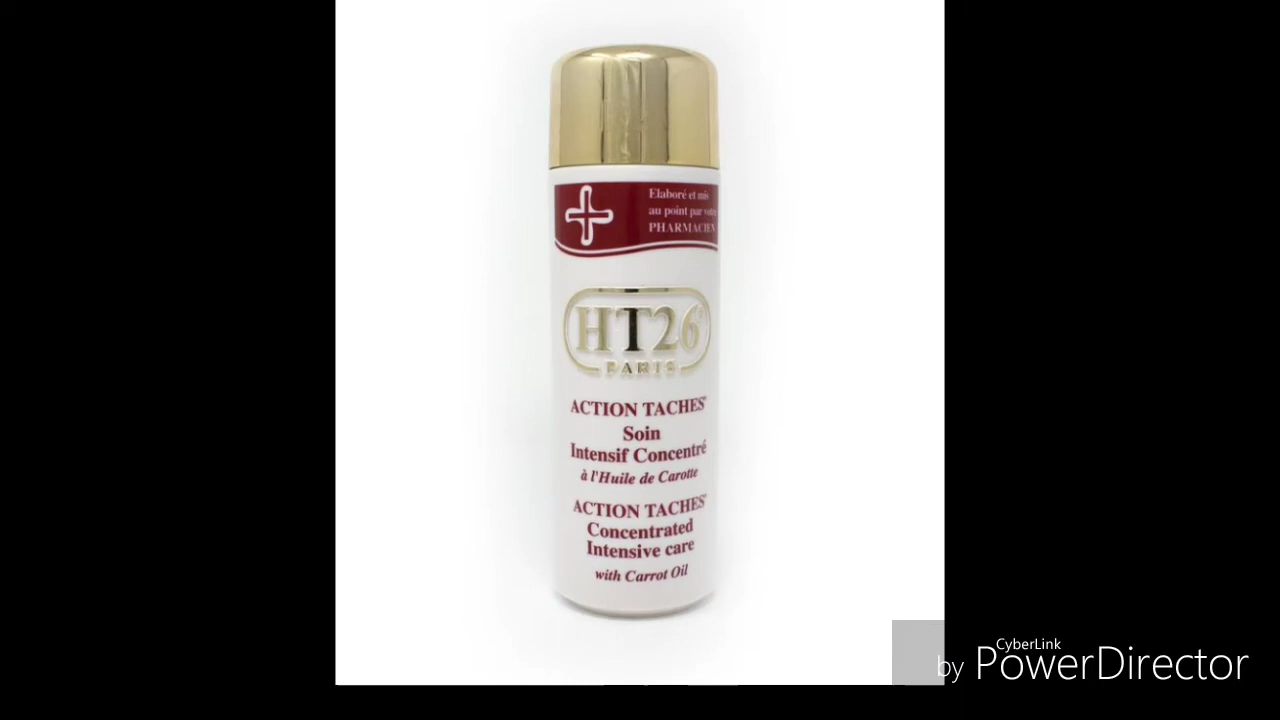 Elaboré et mis
au point par votre
PHARMACIEN
HT26®
PARIS
ACTION TACHES®
Soin
Intensif Concentré
à l'Huile de Carotte
ACTION TACHES®
Concentrated
Intensive care
with Carrot Oil
CyberLink
by PowerDirector